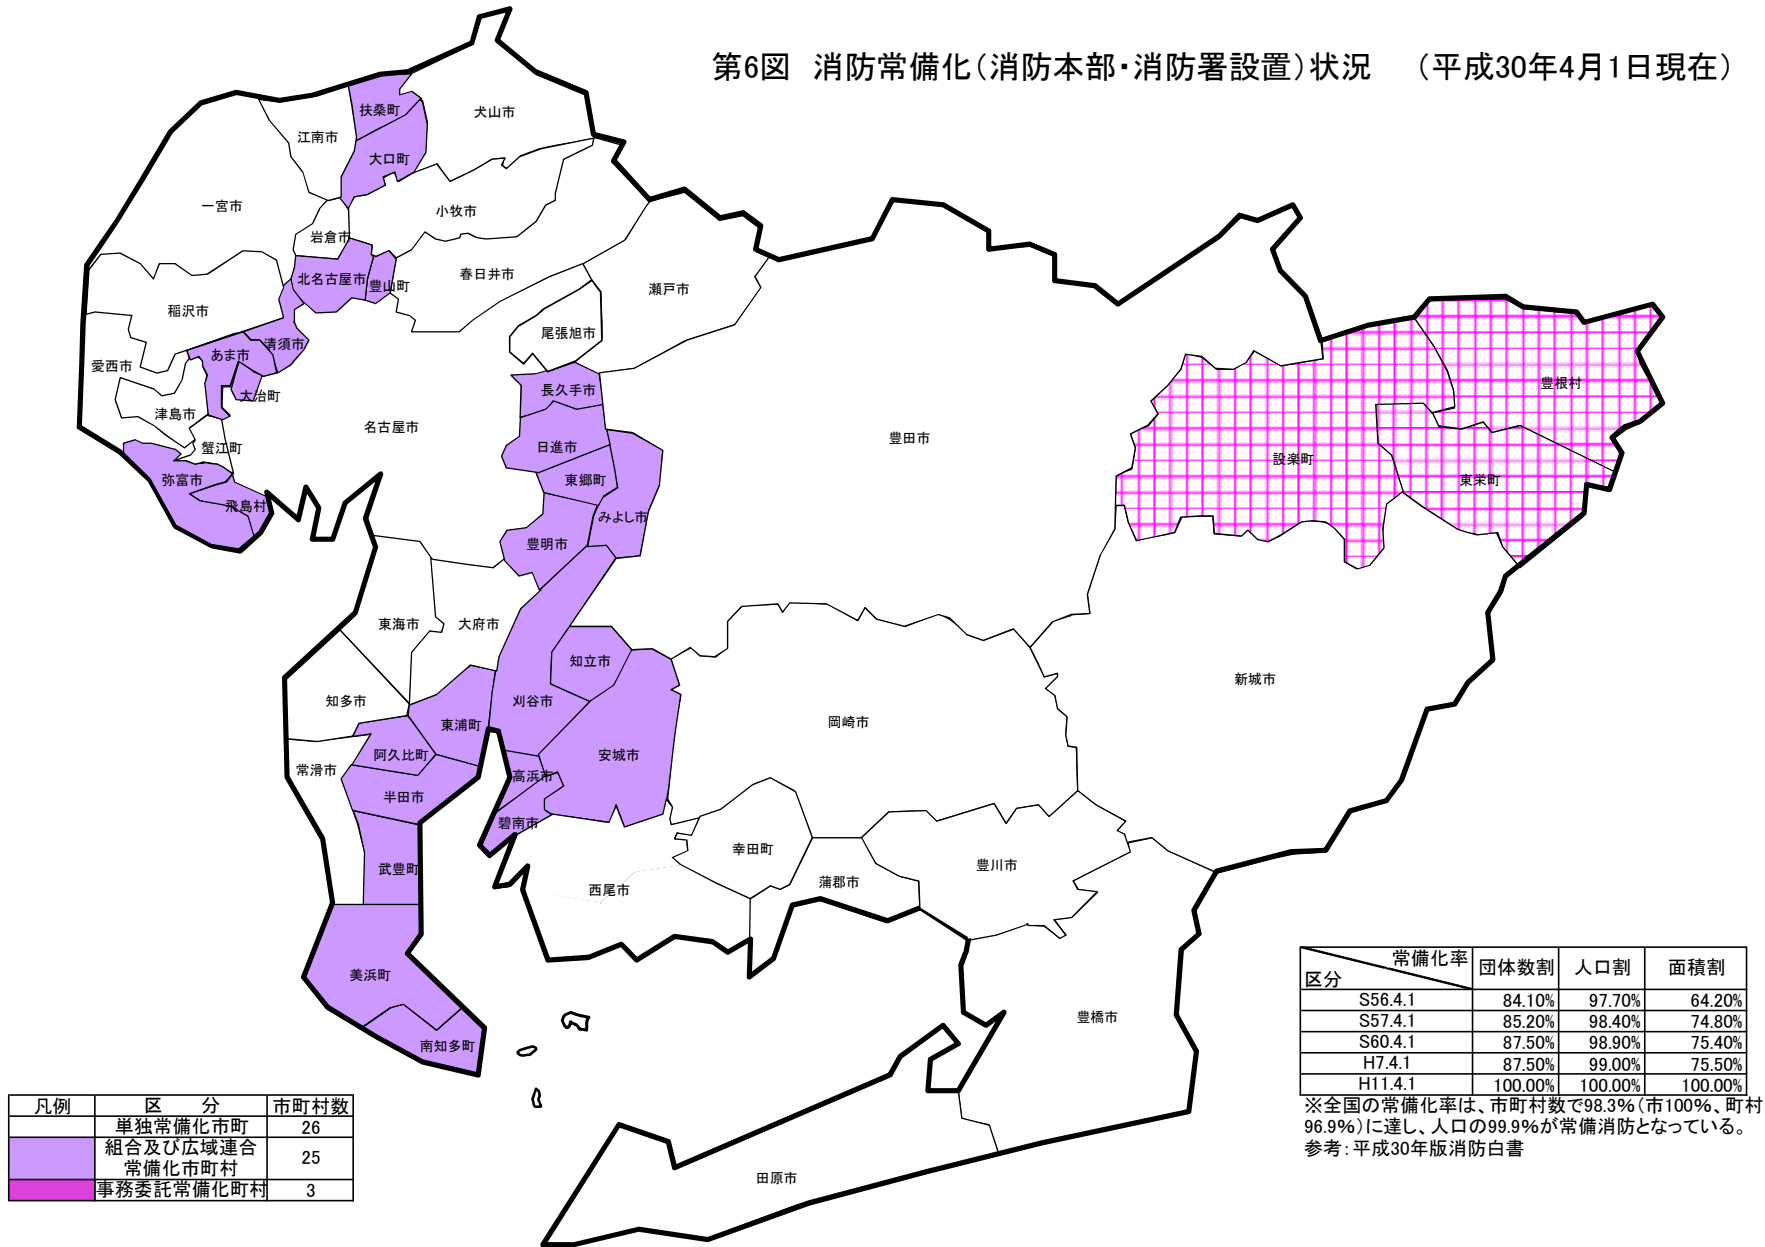 第6図 消防常備化(消防本部・消防署設置)状況 (平成30年4月1日現在)
扶桑町
犬山市
江南市
大口町
一宮市
小牧市
岩倉市
春日井市
北名古屋市
豊山町
瀬戸市
稲沢市
尾張旭市
清須市
あま市
愛西市
大治町
長久手市
豊根村
津島市
名古屋市
豊田市
蟹江町
日進市
設楽町
弥富市
東郷町
東栄町
飛島村
みよし市
豊明市
東海市
大府市
知立市
新城市
知多市
刈谷市
東浦町
岡崎市
阿久比町
安城市
常滑市
高浜市
半田市
碧南市
幸田町
武豊町
豊川市
西尾市
蒲郡市
美浜町
豊橋市
南知多町
田原市
常備化率
区分 団体数割 人口割 面積割
S56.4.1 84.10% 97.70% 64.20%
S57.4.1 85.20% 98.40% 74.80%
S60.4.1 87.50% 98.90% 75.40%
H7.4.1 87.50% 99.00% 75.50%
H11.4.1 100.00% 100.00% 100.00%
※全国の常備化率は、市町村数で98.3%(市100%、町村
96.9%)に達し、人口の99.9%が常備消防となっている。
参考:平成30年版消防白書
凡例 区 分 市町村数
単独常備化市町 26
組合及び広域連合
常備化市町村 25
事務委託常備化町村 3